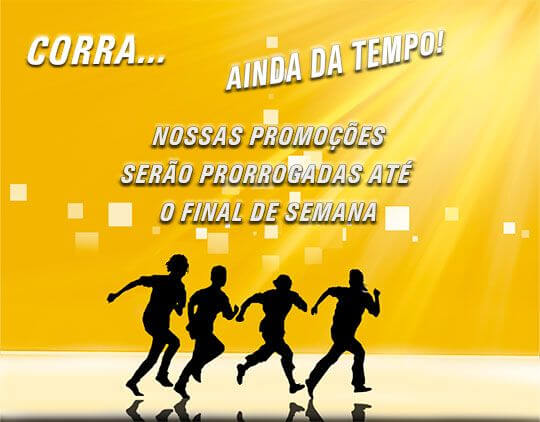 CORRA...
AINDA DA TEMPO!
NOSSAS PROMOÇÕES
SERÃO PRORROGADAS ATÉ
O FINAL DE SEMANA